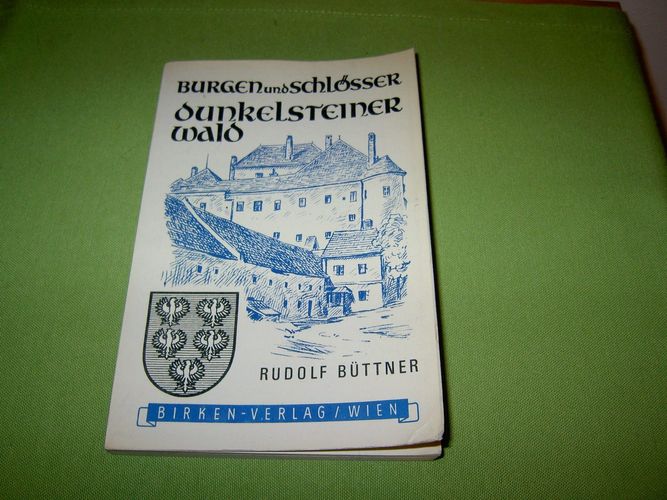 BURGEN und SCHLÖSSER
DUNKELSTEINER
WALD
RUDOLF BÜTTNER
BIRKEN-VERLAG/WIEN